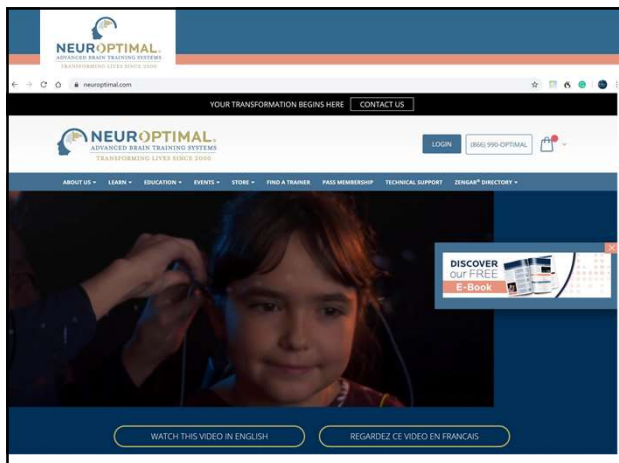 NEUROPTIMAL®
ADVANCED BRAIN TRAINING SYSTEMS
TRANSFORMING LIVES SINCE 2000
neuroptimal.com
YOUR TRANSFORMATION BEGINS HERE CONTACT US
NEUROPTIMAL®
ADVANCED BRAIN TRAINING SYSTEMS
TRANSFORMING LIVES SINCE 2000
LOGIN (866) 990-OPTIMAL
ABOUT US LEARN EDUCATION EVENTS STORE FIND A TRAINER PASS MEMBERSHIP TECHNICAL SUPPORT ZENGAR® DIRECTORY
DISCOVER
our FREE
E-Book
WATCH THIS VIDEO IN ENGLISH REGARDEZ CE VIDEO EN FRANCAIS